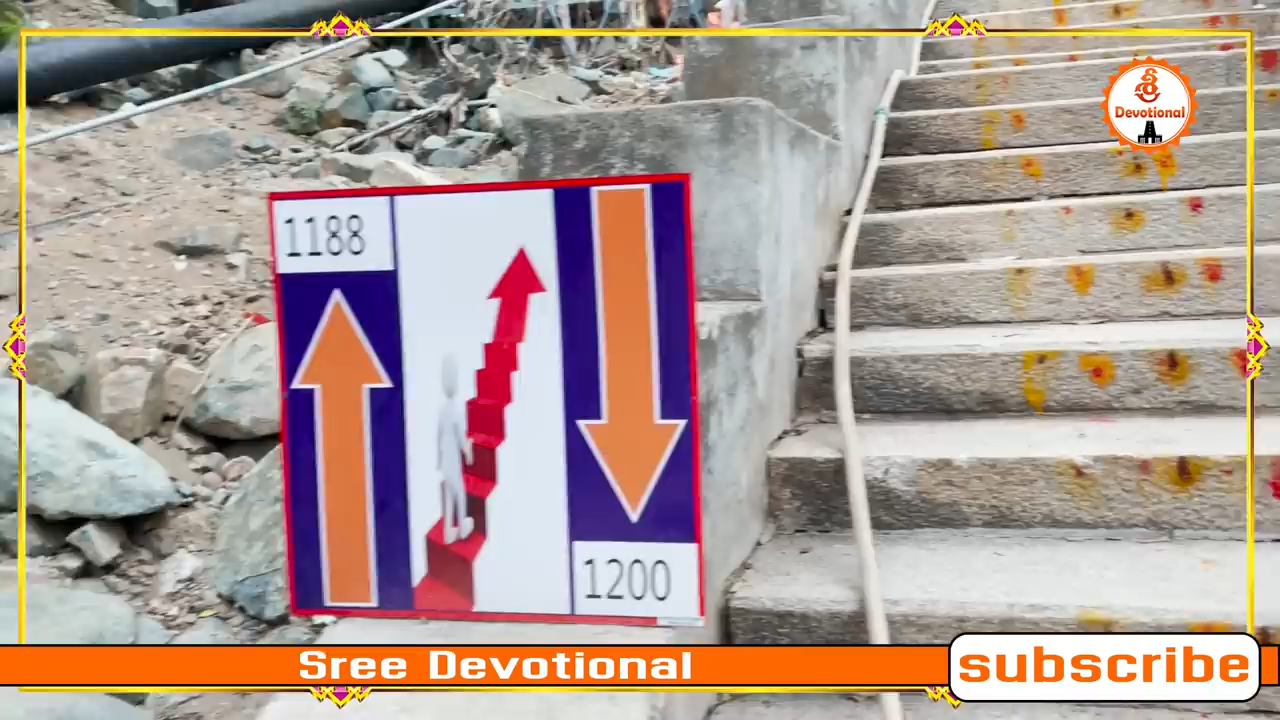 1188
1200
శ్రీ
Devotional
Sree Devotional
subscribe